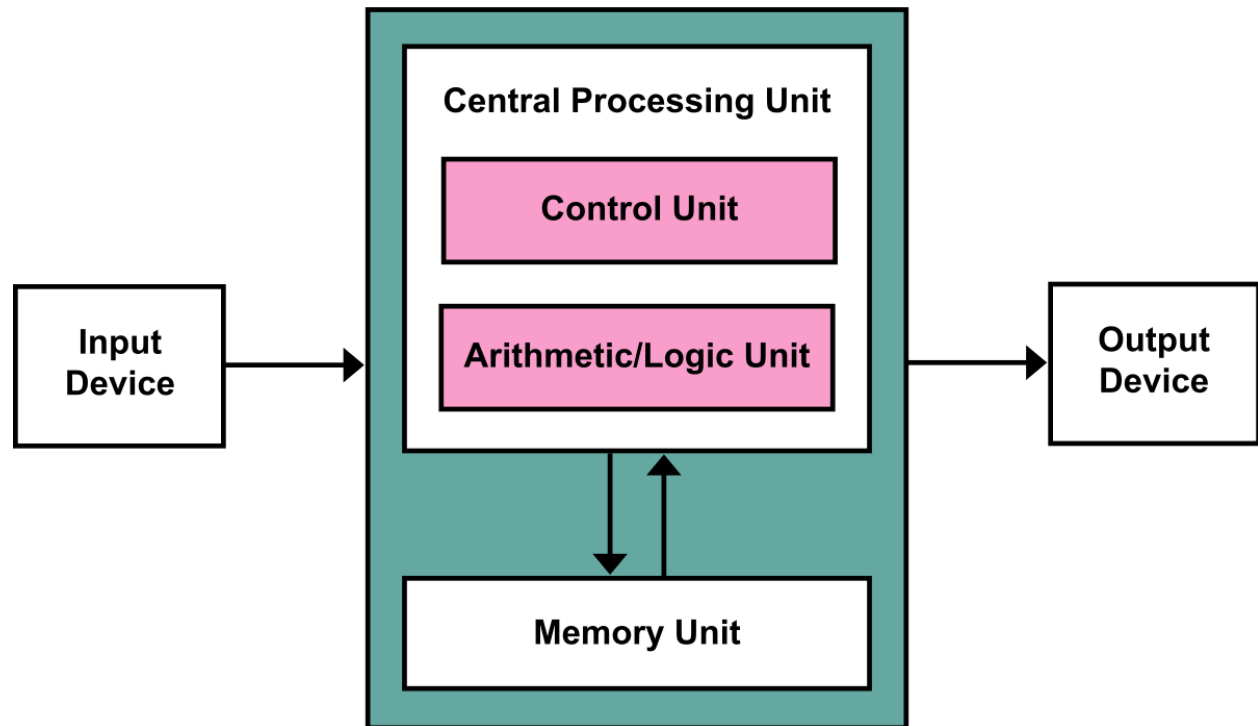 Central Processing Unit
Control Unit
Arithmetic/Logic Unit
Input
Device
Output
Device
Memory Unit